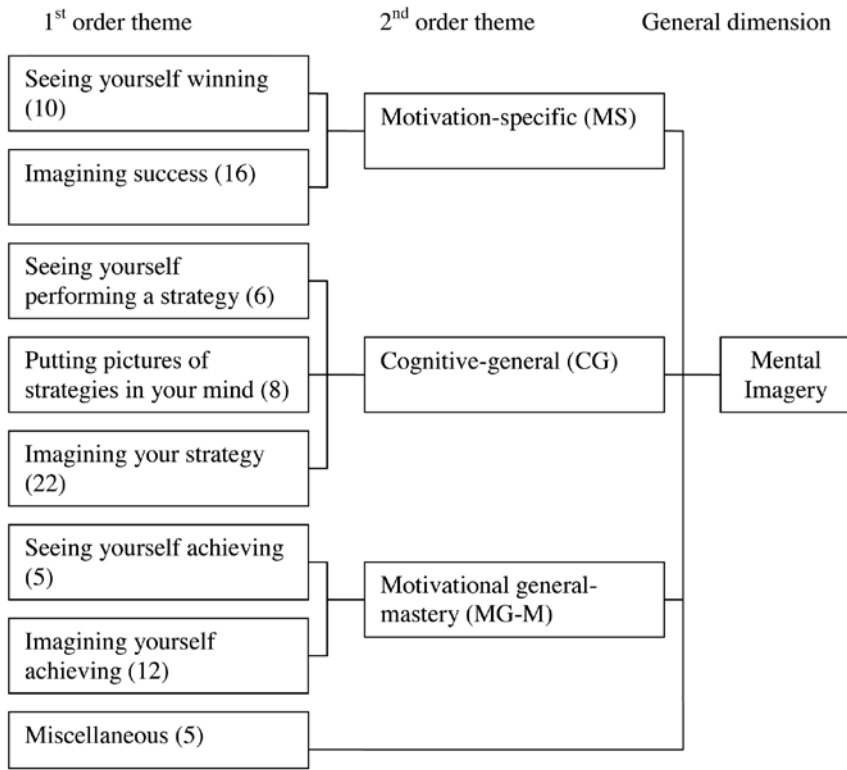 1st order theme
2nd order theme
General dimension
Seeing yourself winning
(10)
Imagining success (16)
Motivation-specific (MS)
Seeing yourself
performing a strategy (6)
Putting pictures of
strategies in your mind (8)
Imagining your strategy
(22)
Cognitive-general (CG)
Mental
Imagery
Seeing yourself achieving
(5)
Imagining yourself
achieving (12)
Motivational general-
mastery (MG-M)
Miscellaneous (5)